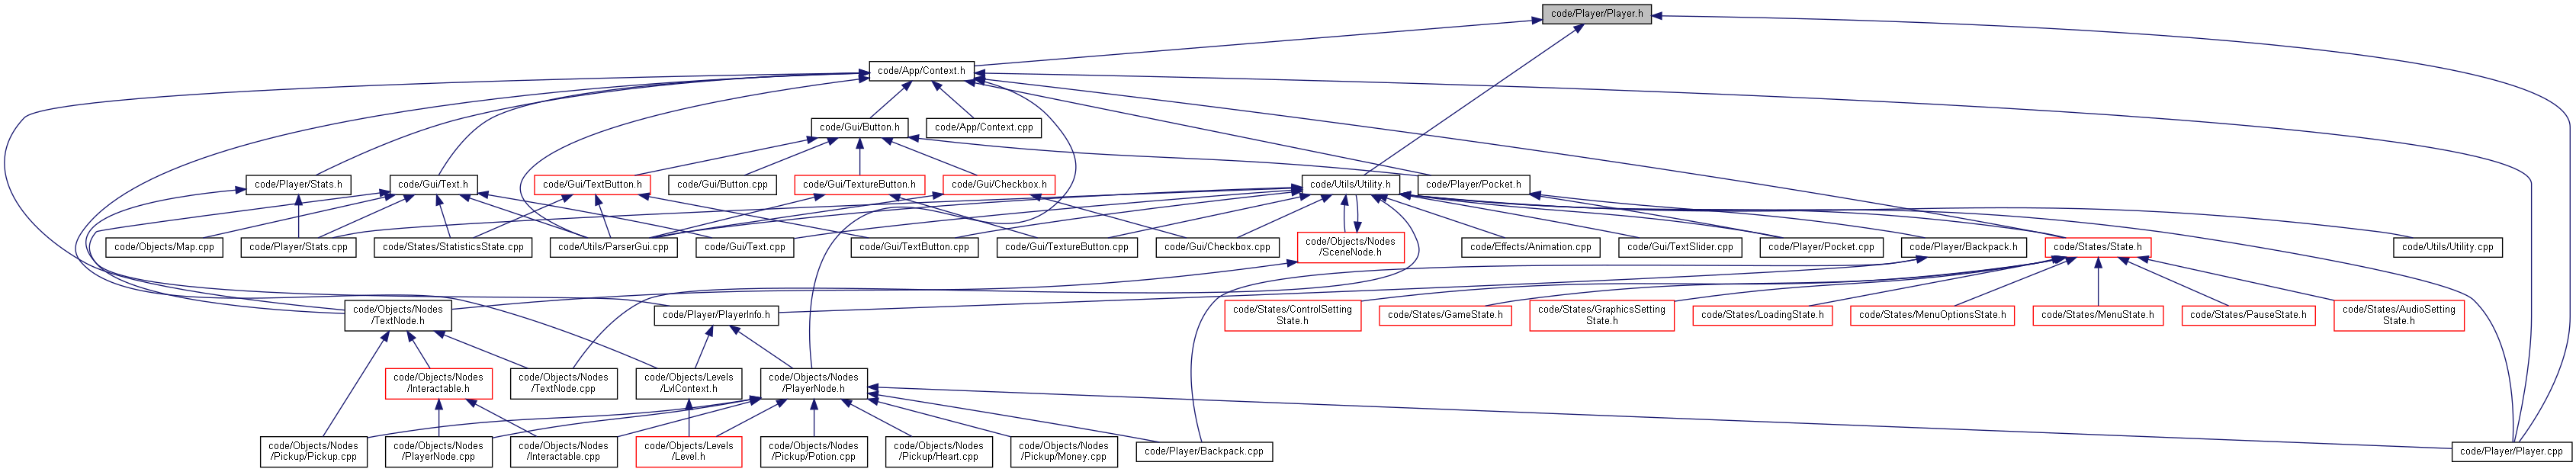 code/Player/Player.h
code/App/Context.h
code/Gui/Button.h
code/App/Context.cpp
code/Player/Stats.h
code/Gui/Text.h
code/Gui/TextButton.h
code/Gui/Button.cpp
code/Gui/TextureButton.h
code/Gui/Checkbox.h
code/Utils/Utility.h
code/Player/Pocket.h
code/Objects/Map.cpp
code/Player/Stats.cpp
code/States/StatisticsState.cpp
code/Utils/ParserGui.cpp
code/Gui/Text.cpp
code/Gui/TextButton.cpp
code/Gui/TextureButton.cpp
code/Gui/Checkbox.cpp
code/Objects/Nodes
/SceneNode.h
code/Effects/Animation.cpp
code/Gui/TextSlider.cpp
code/Player/Pocket.cpp
code/Player/Backpack.h
code/States/State.h
code/Utils/Utility.cpp
code/Objects/Nodes
/TextNode.h
code/Player/PlayerInfo.h
code/States/ControlSetting
State.h
code/States/GameState.h
code/States/GraphicsSetting
State.h
code/States/LoadingState.h
code/States/MenuOptionsState.h
code/States/MenuState.h
code/States/PauseState.h
code/States/AudioSetting
State.h
code/Objects/Nodes
/Interactable.h
code/Objects/Nodes
/TextNode.cpp
code/Objects/Levels
/LvlContext.h
code/Objects/Nodes
/PlayerNode.h
code/Objects/Nodes
/Pickup/Pickup.cpp
code/Objects/Nodes
/PlayerNode.cpp
code/Objects/Nodes
/Interactable.cpp
code/Objects/Levels
/Level.h
code/Objects/Nodes
/Pickup/Potion.cpp
code/Objects/Nodes
/Pickup/Heart.cpp
code/Objects/Nodes
/Pickup/Money.cpp
code/Player/Backpack.cpp
code/Player/Player.cpp